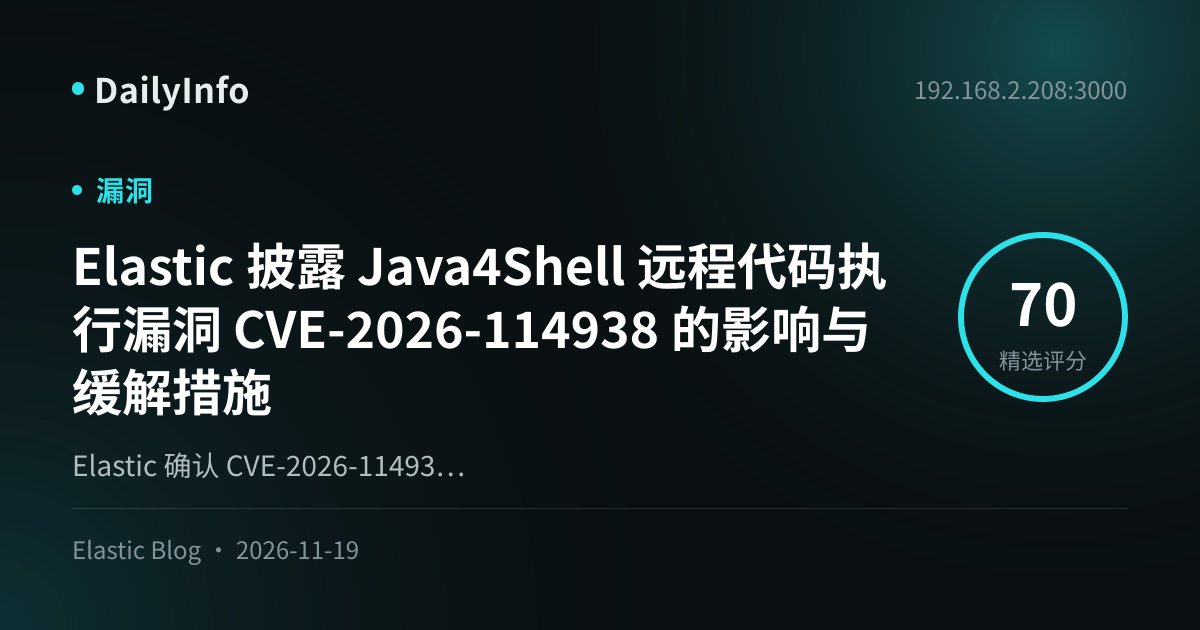 DailyInfo
192.168.2.208:3000
漏洞
Elastic 披露 Java4Shell 远程代码执
行漏洞 CVE-2026-114938 的影响与
缓解措施
70
精选评分
Elastic 确认 CVE-2026-11493…
Elastic Blog · 2026-11-19